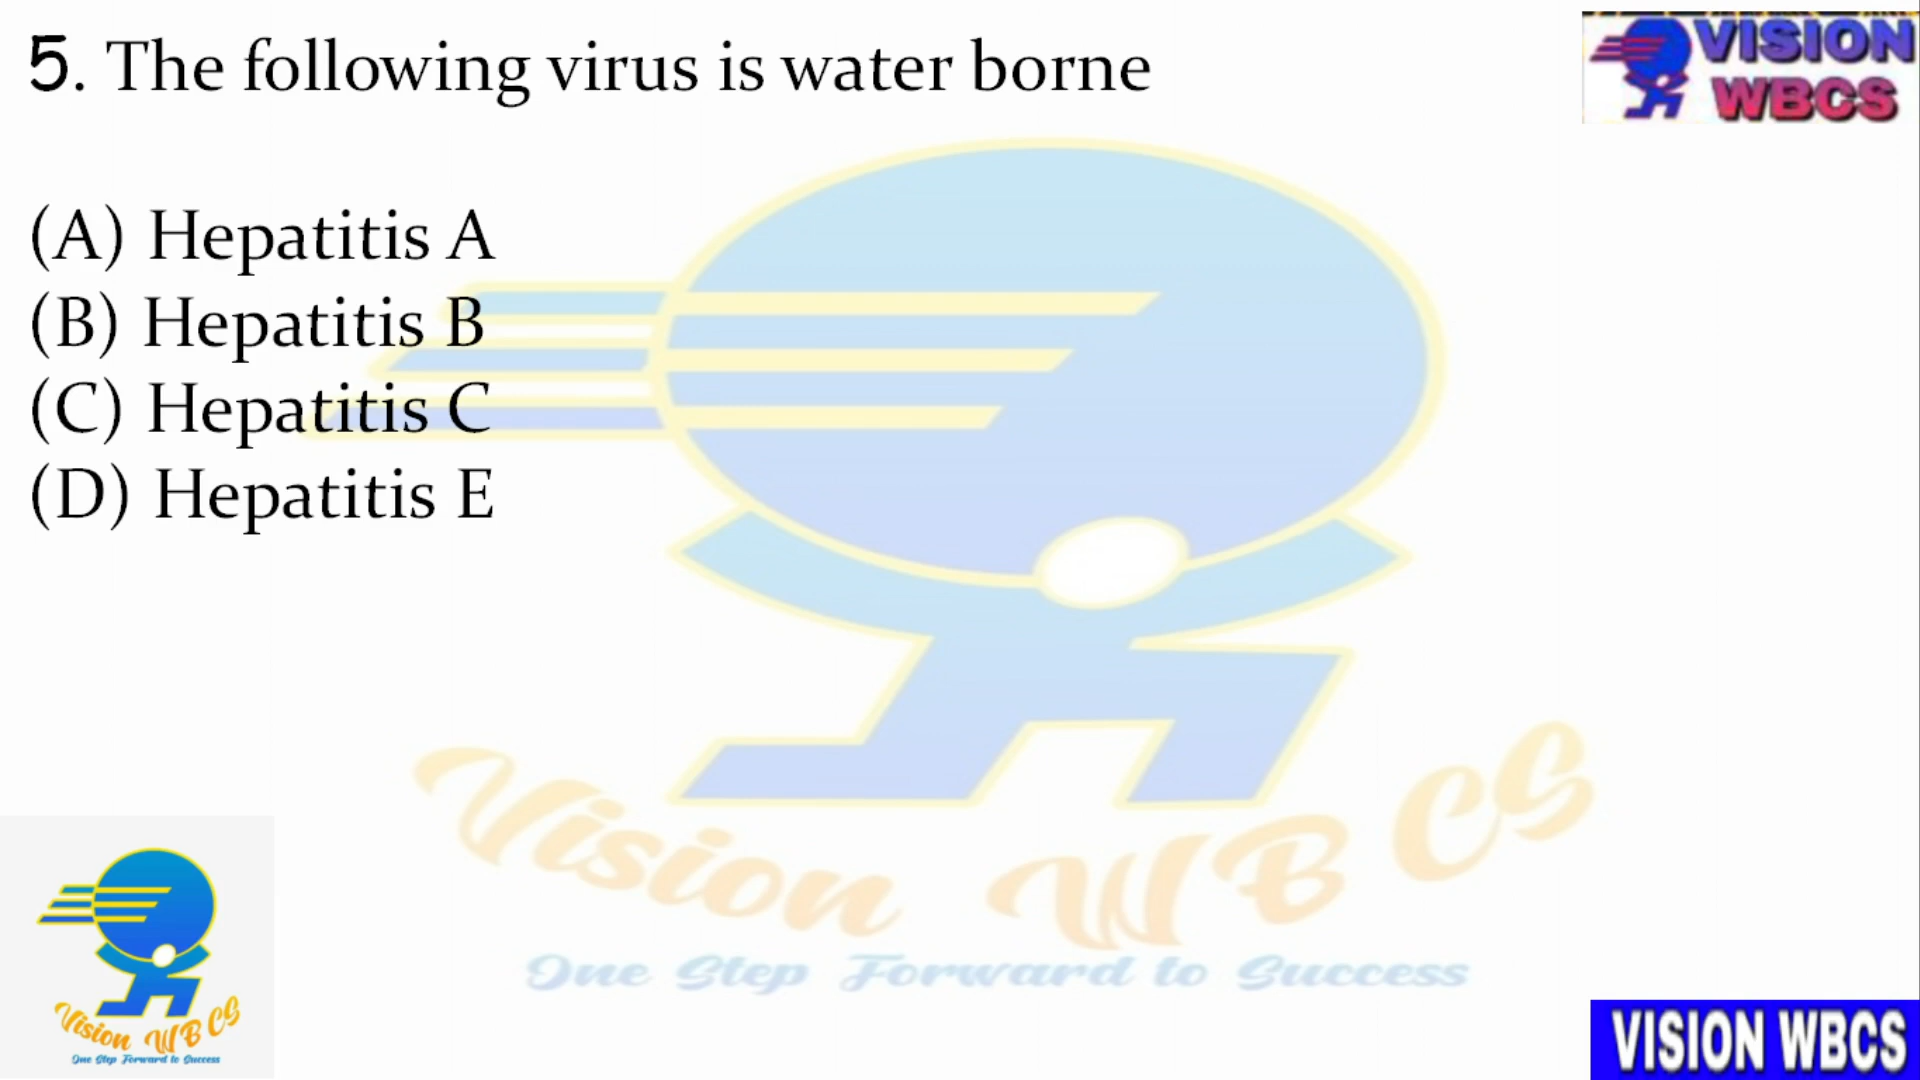 5. The following virus is water borne
VISION
WBCS
(A) Hepatitis A
(B) Hepatitis B
(C) Hepatitis C
(D) Hepatitis E
Vision WBCS
One Step Forward to Success
Vision WBCS
One Step Forward to Success
VISION WBCS